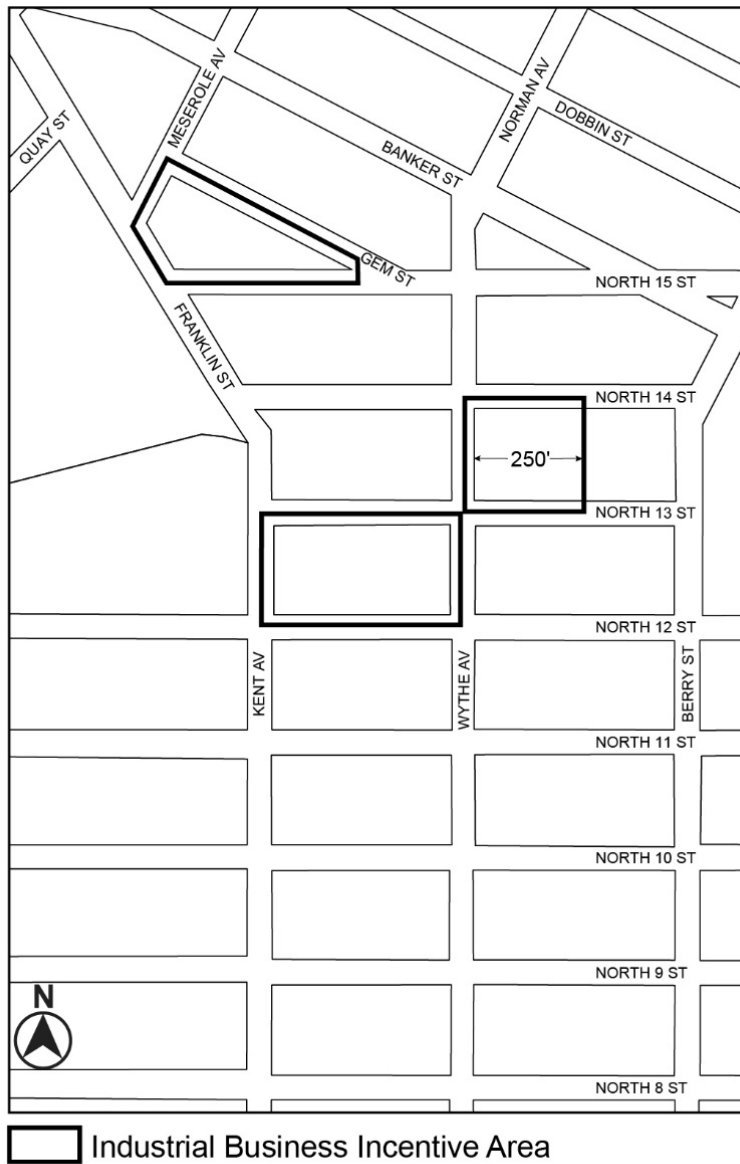 MESEROLE AV
NORMAN AV
QUAY ST
DOBBIN ST
BANKER ST
GEM ST
NORTH 15 ST
FRANKLIN ST
NORTH 14 ST
250'
NORTH 13 ST
NORTH 12 ST
KENT AV
WYTHE AV
BERRY ST
NORTH 11 ST
NORTH 10 ST
NORTH 9 ST
N
NORTH 8 ST
Industrial Business Incentive Area